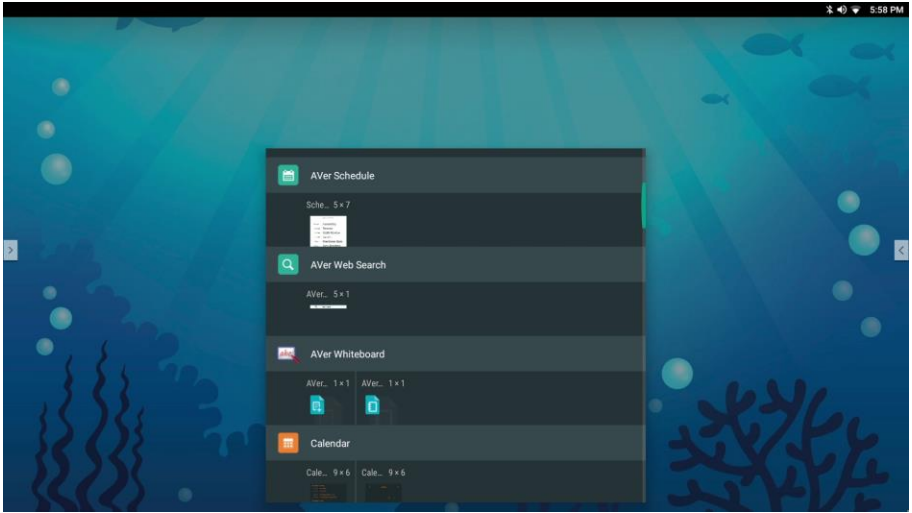 5:58 PM
AVer Schedule
Sche... 5×7
AVer Web Search
AVer... 5×1
AVer Whiteboard
AVer... 1×1 AVer... 1×1
Calendar
Cale... 9×6 Cale... 9×6